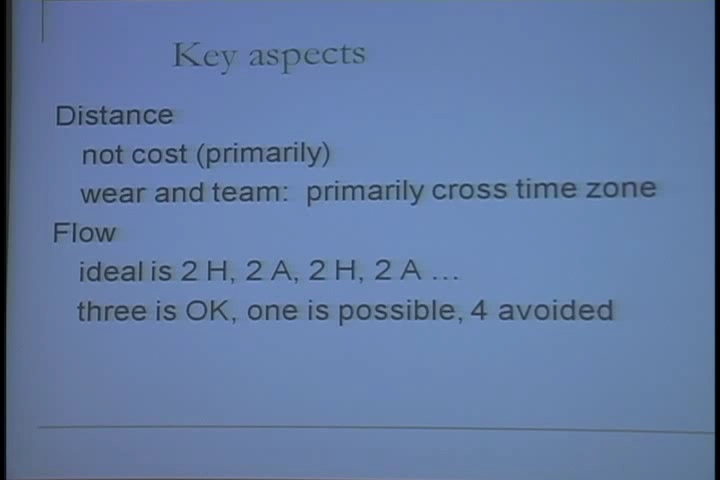 Key aspects
Distance
not cost (primarily)
wear and team: primarily cross time zone
Flow
ideal is 2 H, 2 A, 2 H, 2 A ...
three is OK, one is possible, 4 avoided